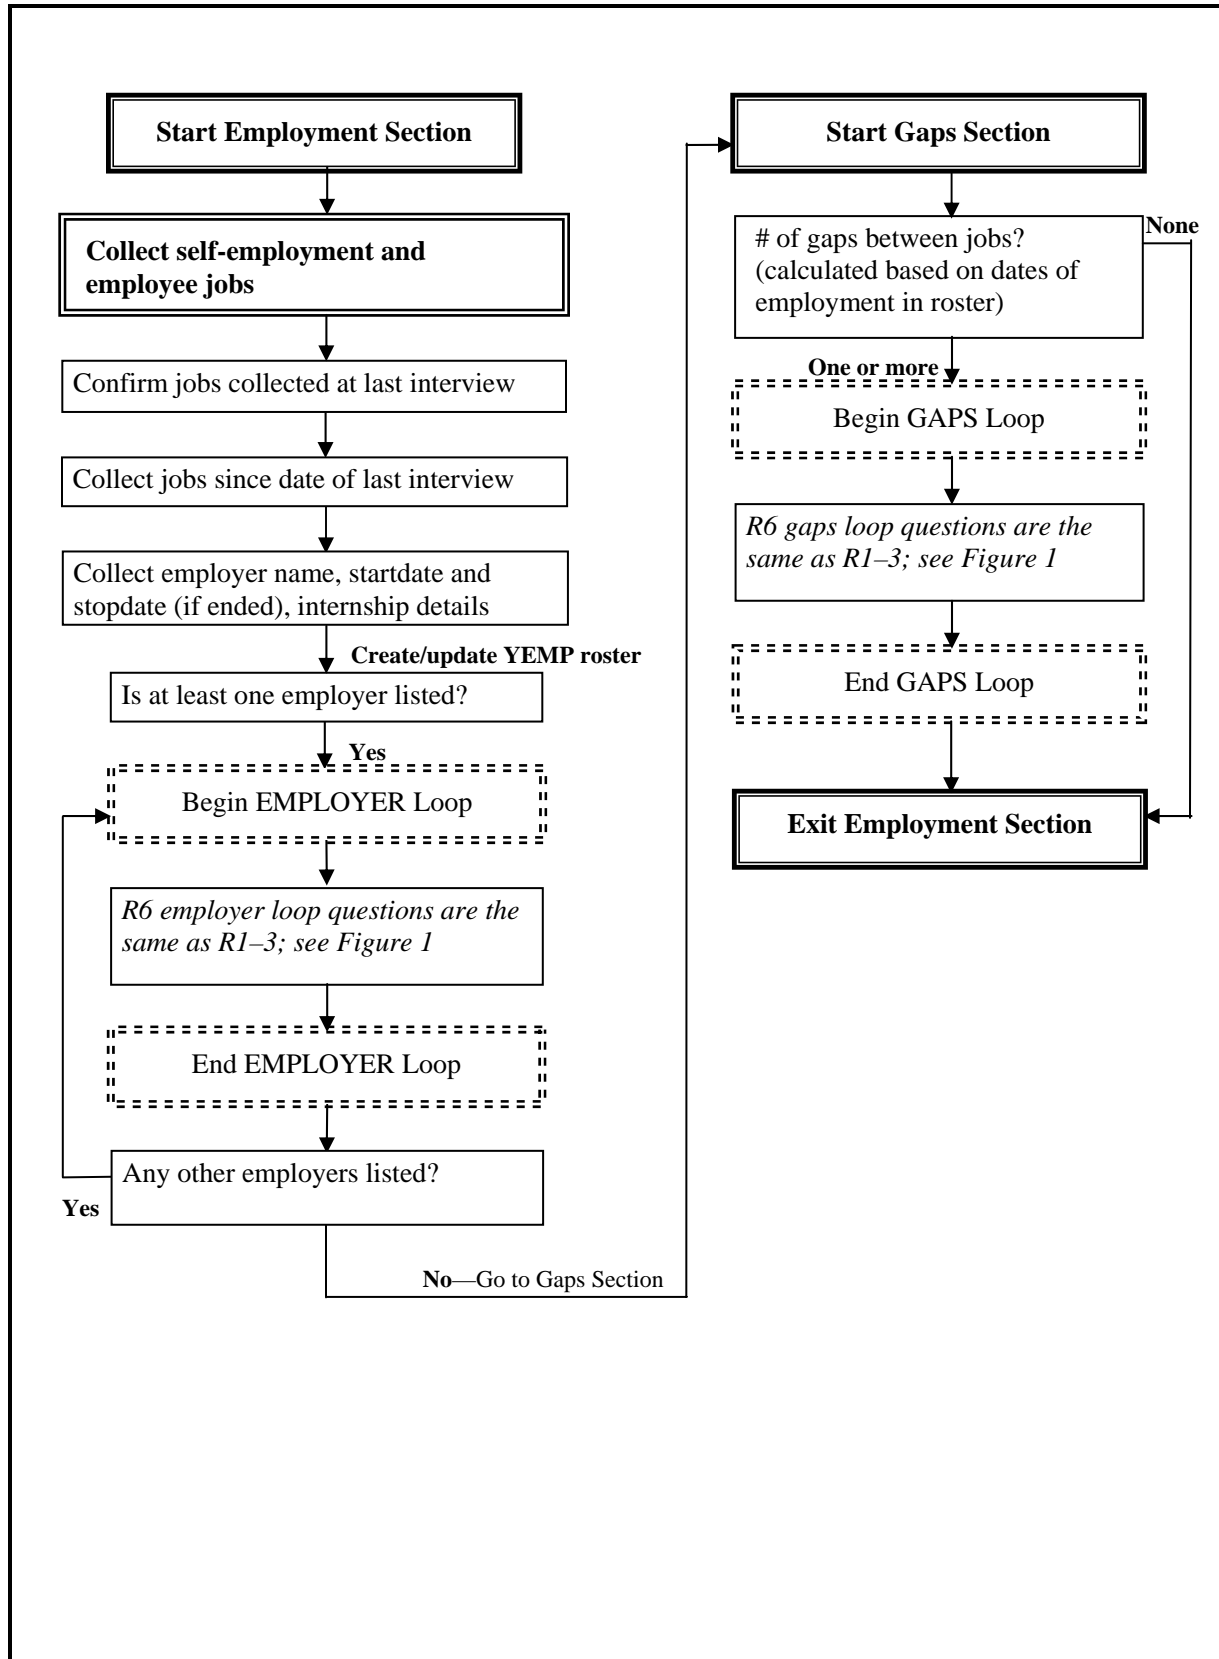 Start Employment Section
Collect self-employment and
employee jobs
Confirm jobs collected at last interview
Collect jobs since date of last interview
Collect employer name, startdate and
stopdate (if ended), internship details
Create/update YEMP roster
Is at least one employer listed?
Yes
Begin EMPLOYER Loop
R6 employer loop questions are the
same as R1–3; see Figure 1
End EMPLOYER Loop
Any other employers listed?
Yes
No—Go to Gaps Section
Start Gaps Section
# of gaps between jobs?
(calculated based on dates of
employment in roster)
None
One or more
Begin GAPS Loop
R6 gaps loop questions are the
same as R1–3; see Figure 1
End GAPS Loop
Exit Employment Section